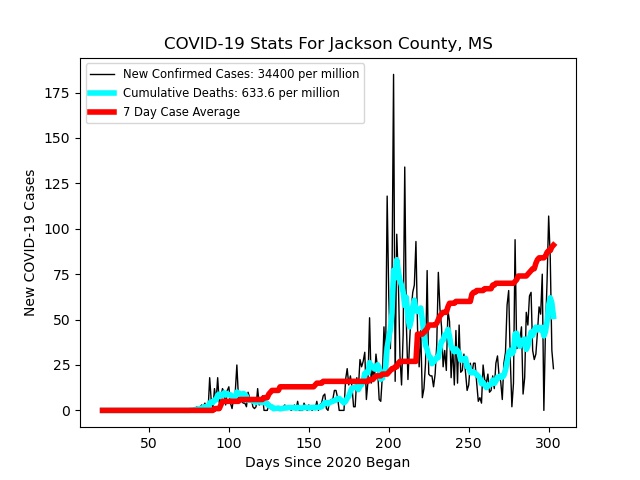 COVID-19 Stats For Jackson County, MS
New Confirmed Cases: 34400 per million
Cumulative Deaths: 633.6 per million
7 Day Case Average
New COVID-19 Cases
175
150
125
100
75
50
25
0
50 100 150 200 250 300
Days Since 2020 Began